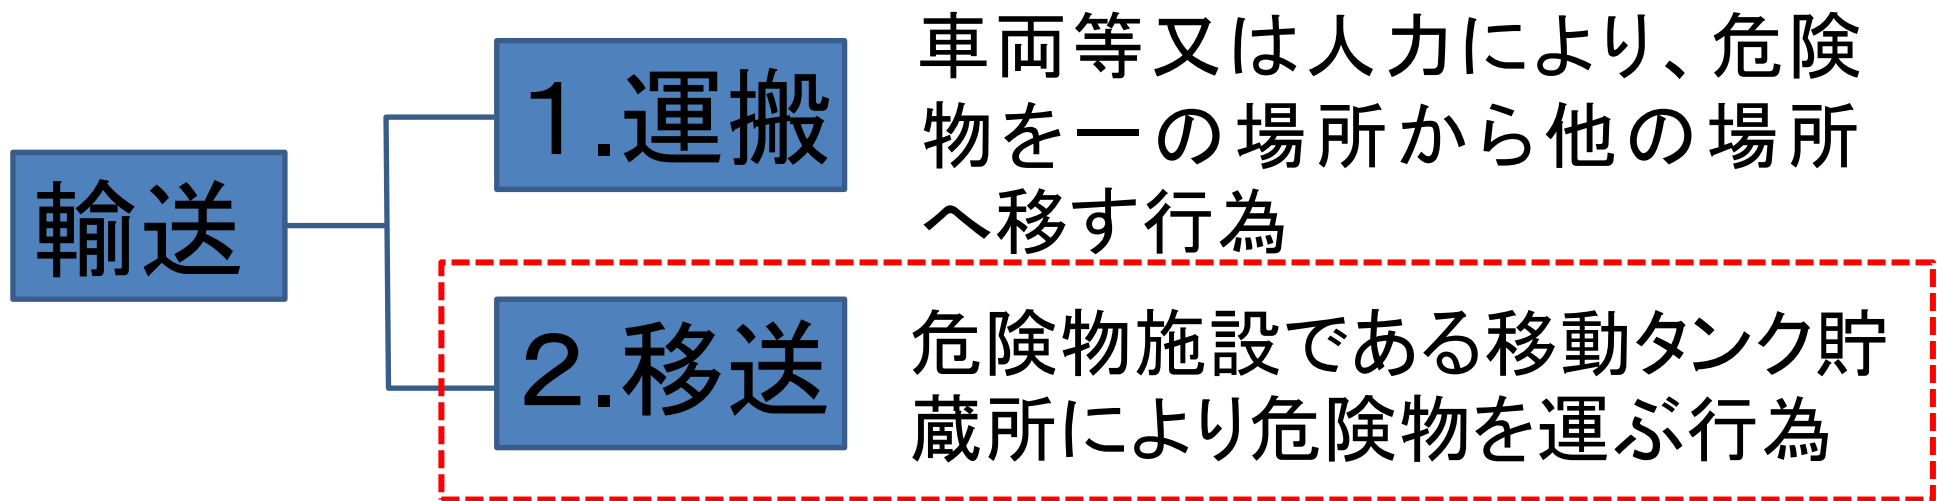 輸送
１.運搬
車両等又は人力により、危険
物を一の場所から他の場所
へ移す行為
２.移送
危険物施設である移動タンク貯
蔵所により危険物を運ぶ行為